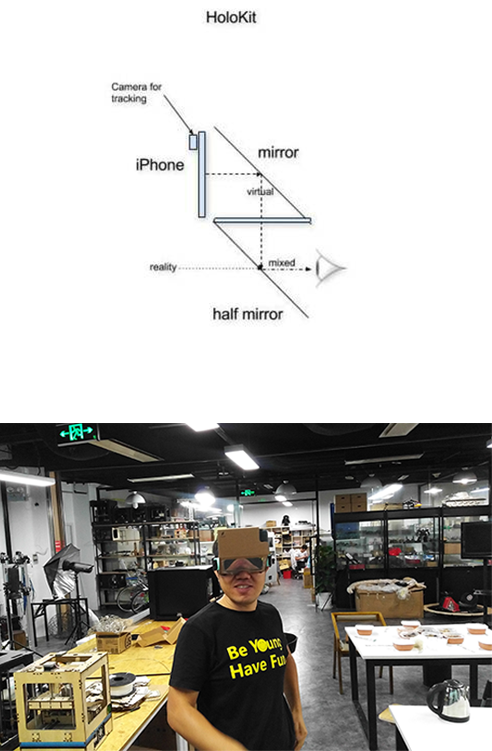 HoloKit
Camera for
tracking
iPhone
mirror
virtual
reality
mixed
half mirror
Be Young
Have Fun